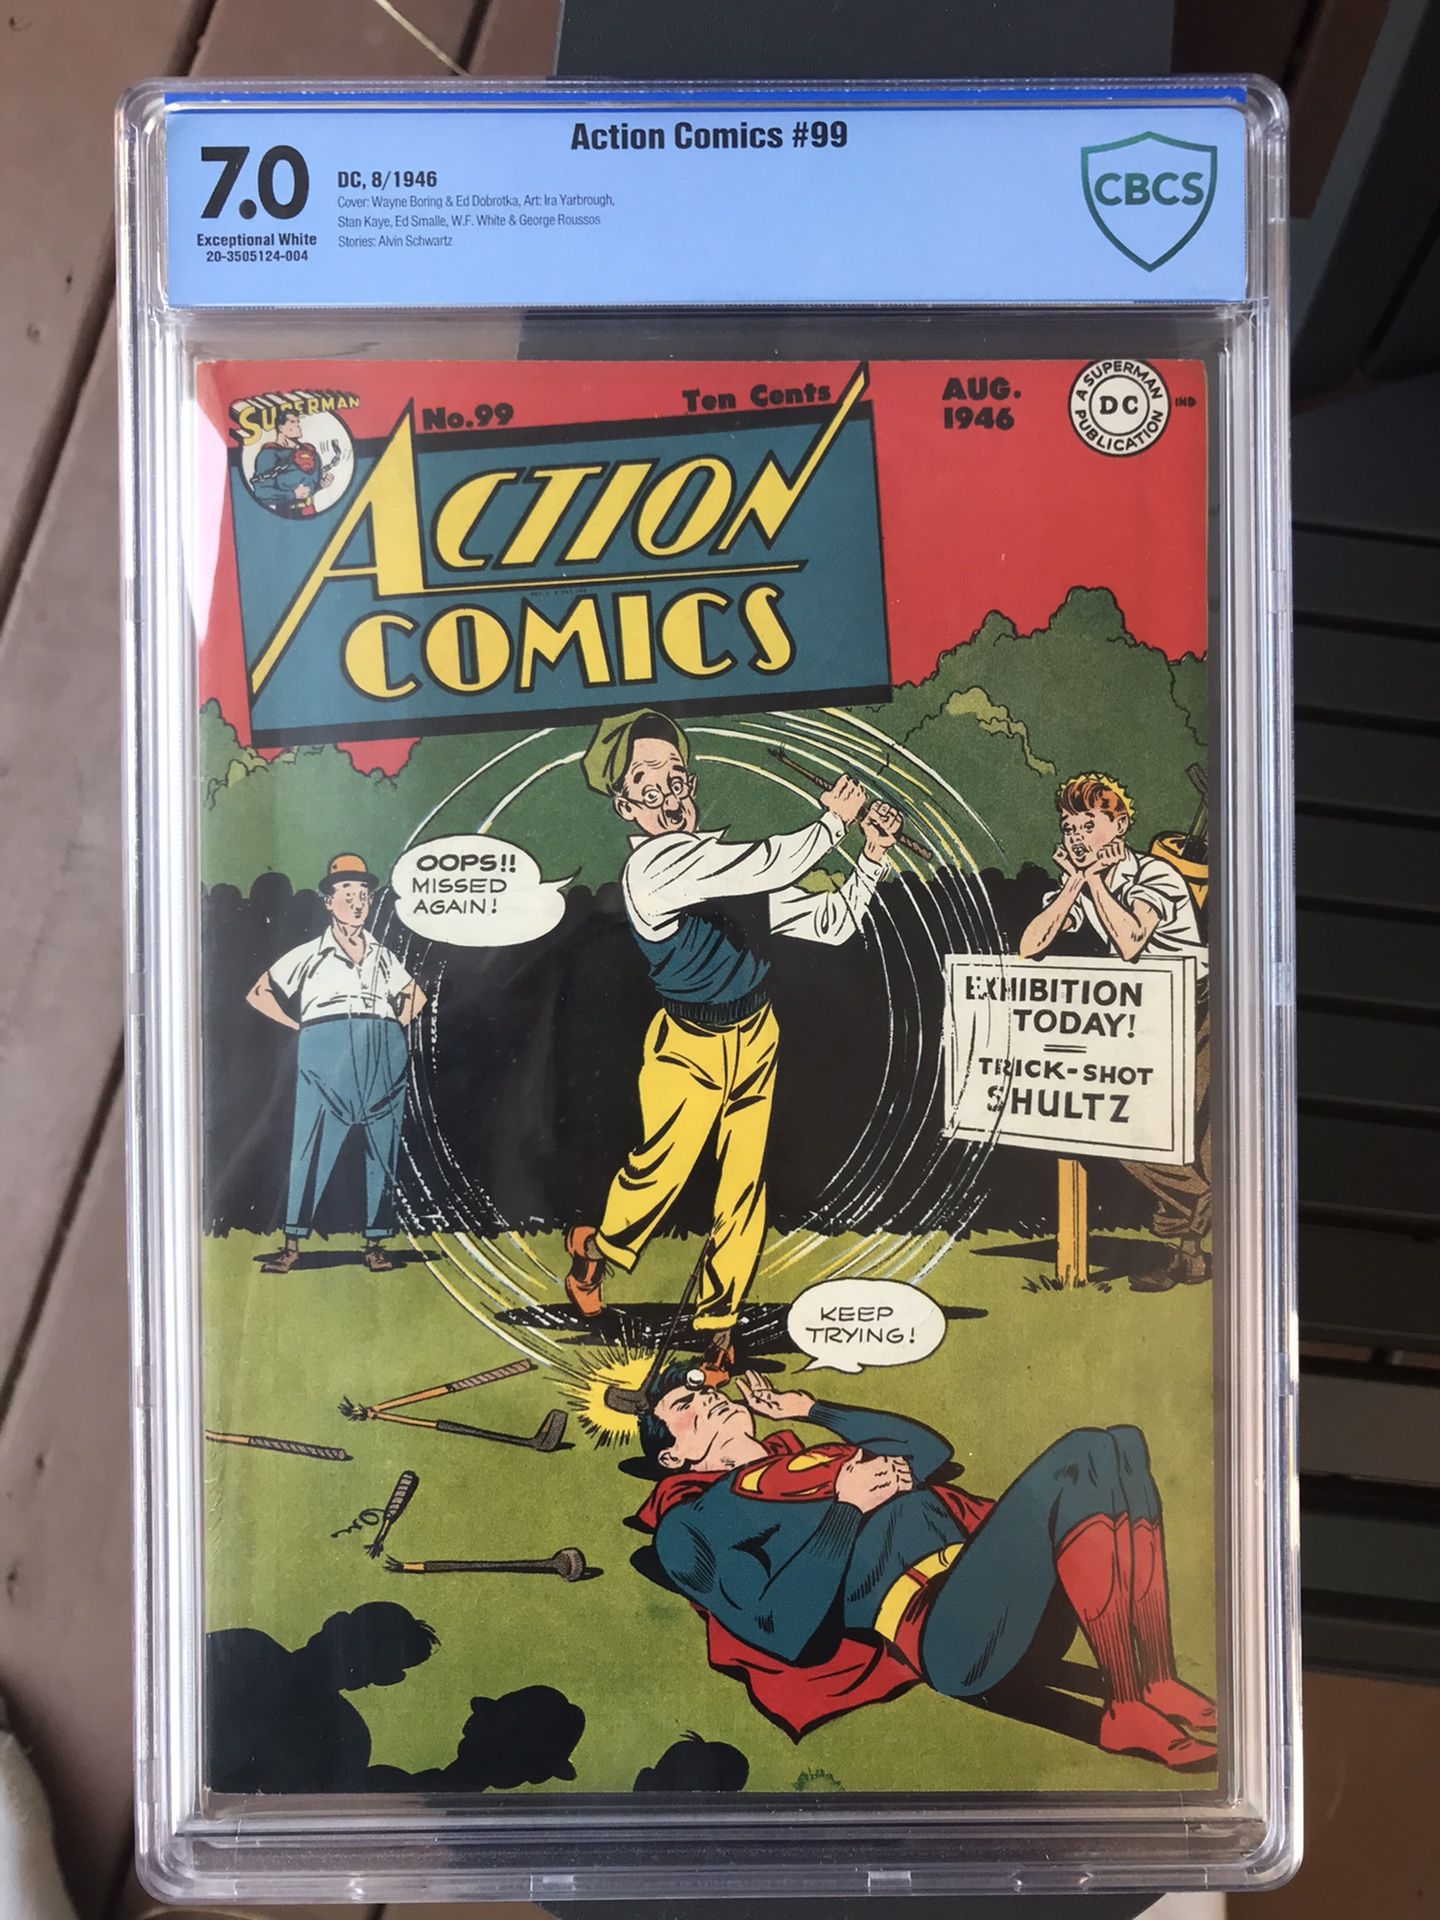 Action Comics #99
7.0
Exceptional White
20-3505124-004
DC, 8/1946
Cover: Wayne Boring & Ed Dobrotka, Art: Ira Yarbrough,
Stan Kaye, Ed Smalle, W.F. White & George Roussos
Stories: Alvin Schwartz
CBCS
SUPERMAN
No.99
Ten Cents
AUG.
1946
A SUPERMAN
DC
PUBLICATION
IND
ACTION
COMICS
OOPS!!
MISSED
AGAIN!
EXHIBITION
TODAY!
TRICK-SHOT
SHULTZ
KEEP
TRYING!